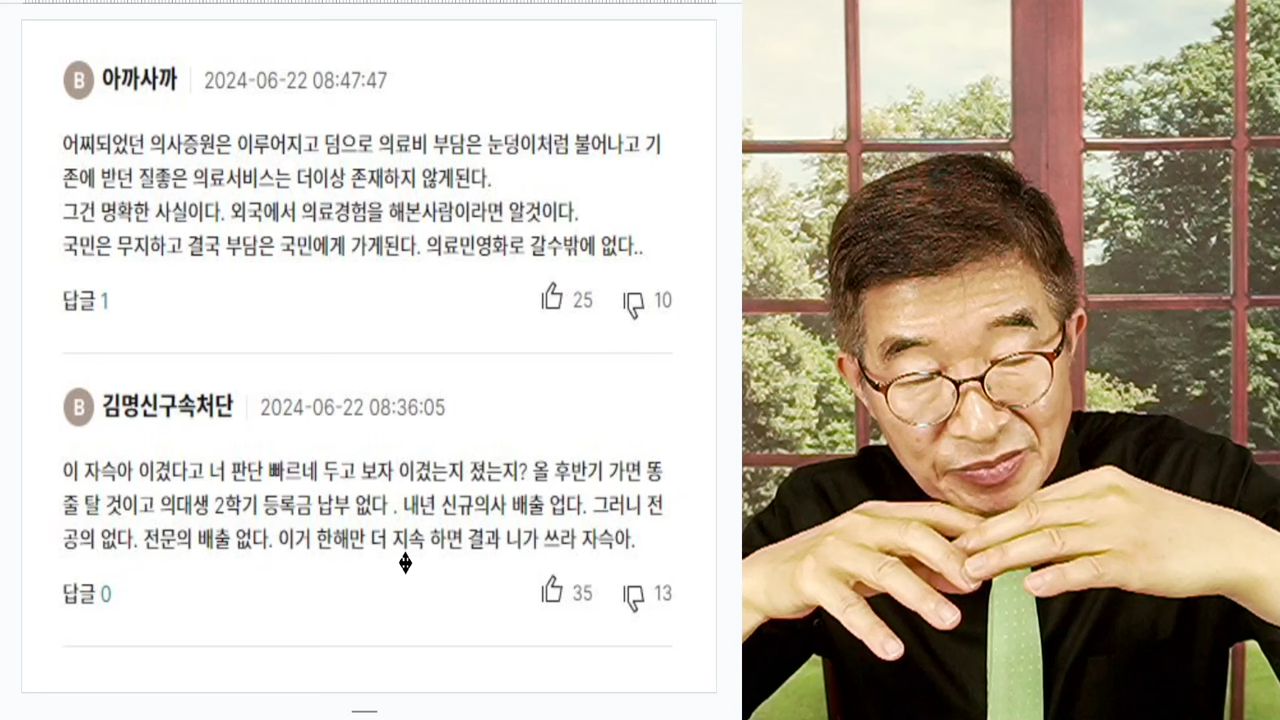 B 아까사까 2024-06-22 08:47:47
어찌되었던 의사증원은 이루어지고 덤으로 의료비 부담은 눈덩이처럼 불어나고 기
존에 받던 질좋은 의료서비스는 더이상 존재하지 않게된다.
그건 명확한 사실이다. 외국에서 의료경험을 해본사람이라면 알것이다.
국민은 무지하고 결국 부담은 국민에게 가게된다. 의료민영화로 갈수밖에 없다..
답글 1 25 10
B 김명신구속처단 2024-06-22 08:36:05
이 자슥아 이겼다고 너 판단 빠르네 두고 보자 이겼는지 졌는지? 올 후반기 가면 똥
줄 탈 것이고 의대생 2학기 등록금 납부 없다 . 내년 신규의사 배출 업다. 그러니 전
공의 없다. 전문의 배출 없다. 이거 한해만 더 지속 하면 결과 니가 쓰라 자슥아.
답글 0 35 13